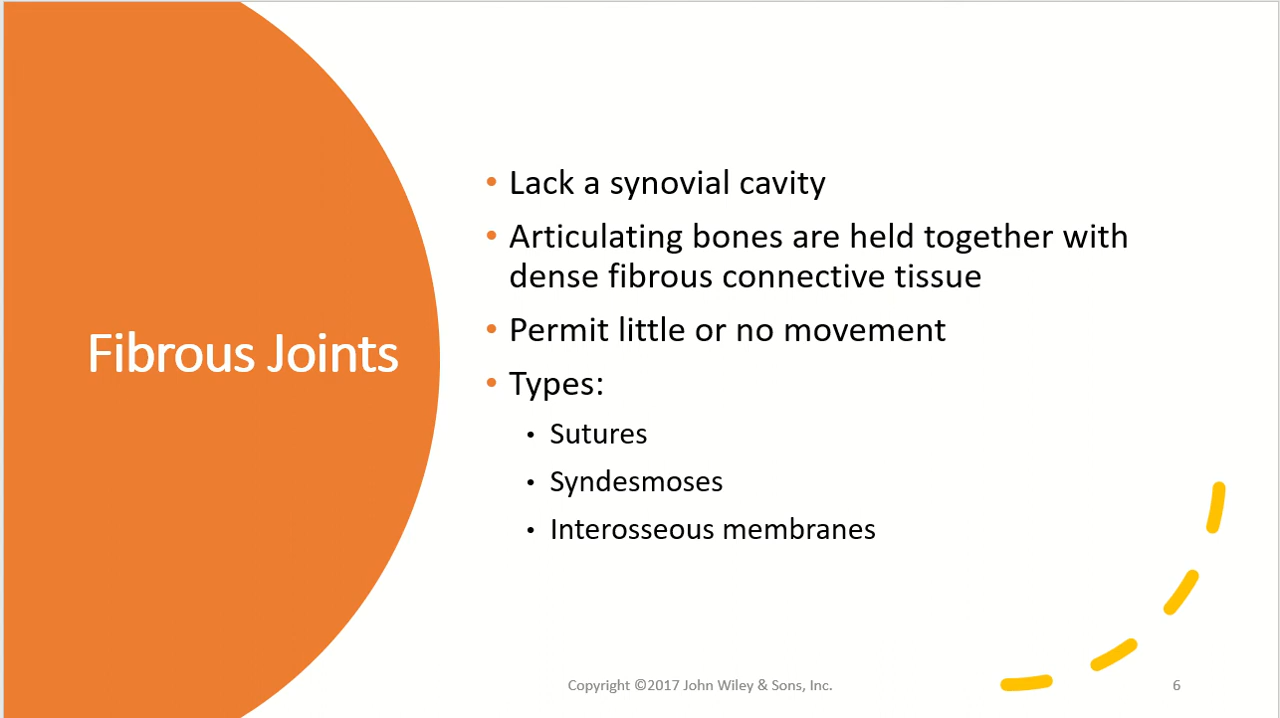 Fibrous Joints
• Lack a synovial cavity
• Articulating bones are held together with
dense fibrous connective tissue
• Permit little or no movement
• Types:
• Sutures
• Syndesmoses
• Interosseous membranes
Copyright ©2017 John Wiley & Sons, Inc.
6